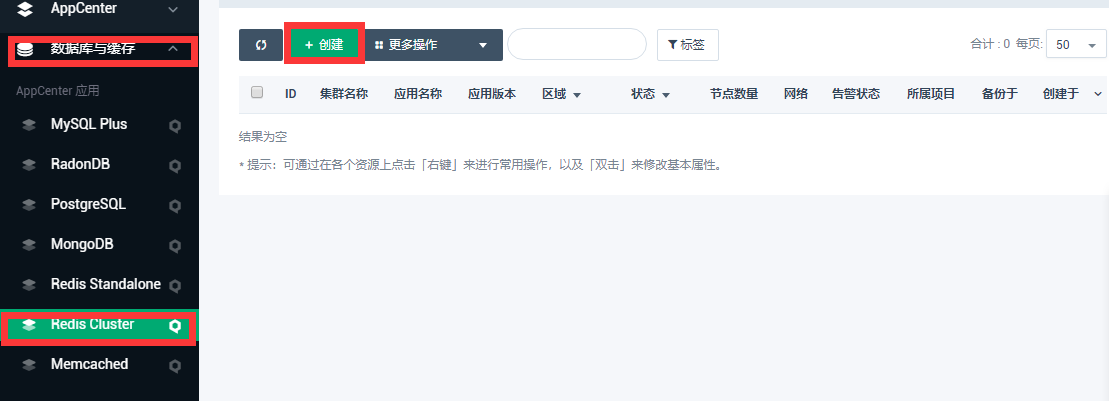 AppCenter
数据库与缓存
AppCenter 应用
MySQL Plus
RadonDB
PostgreSQL
MongoDB
Redis Standalone
Redis Cluster
Memcached
+ 创建 更多操作 标签 合计 : 0 每页: 50
ID 集群名称 应用名称 应用版本 区域 状态 节点数量 网络 告警状态 所属项目 备份于 创建于
结果为空
* 提示：可通过在各个资源上点击「右键」来进行常用操作，以及「双击」来修改基本属性。